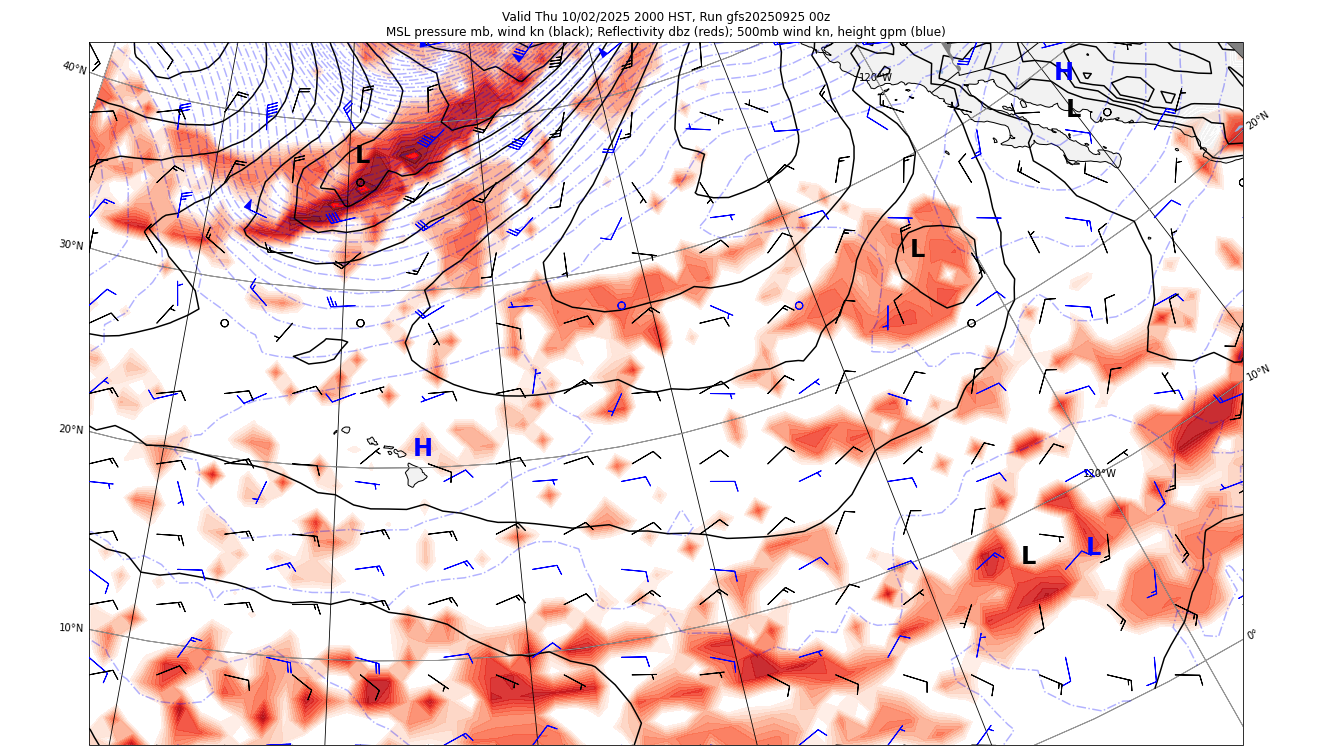 Valid Thu 10/02/2025 2000 HST, Run gfs20250925 00z
MSL pressure mb, wind kn (black); Reflectivity dbz (reds); 500mb wind kn, height gpm (blue)
40°N
120°W
H
L
20°N
L
30°N
L
10°N
20°N
H
120°W
L
L
10°N
0°